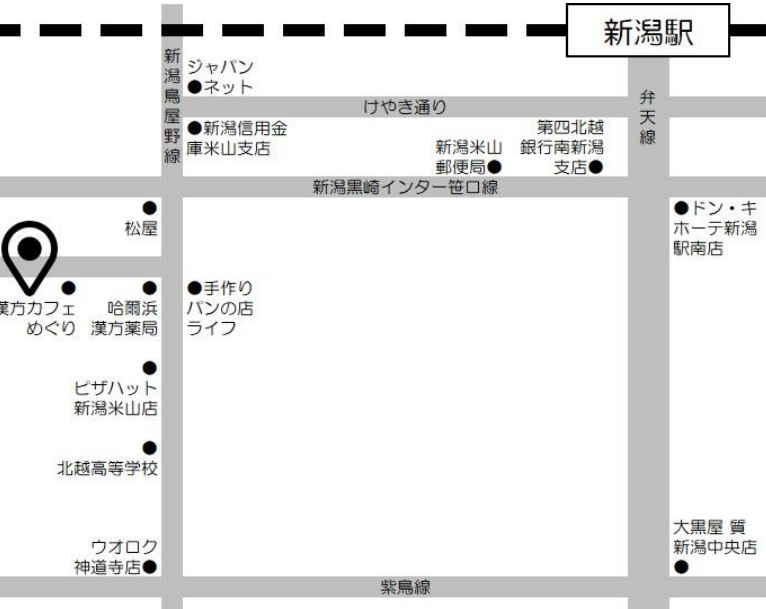 新潟駅
新潟鳥屋野線
ジャパン
●ネット
けやき通り
弁天線
●新潟信用金
庫米山支店
新潟米山
郵便局●
第四北越
銀行南新潟
支店●
新潟黒崎インター笹口線
●
松屋
●ドン・キ
ホーテ新潟
駅南店
●
漢方カフェ
めぐり
●
哈爾浜
漢方薬局
●手作り
パンの店
ライフ
●
ピザハット
新潟米山店
●
北越高等学校
ウオロク
神道寺店●
大黒屋 質
新潟中央店
●
紫鳥線